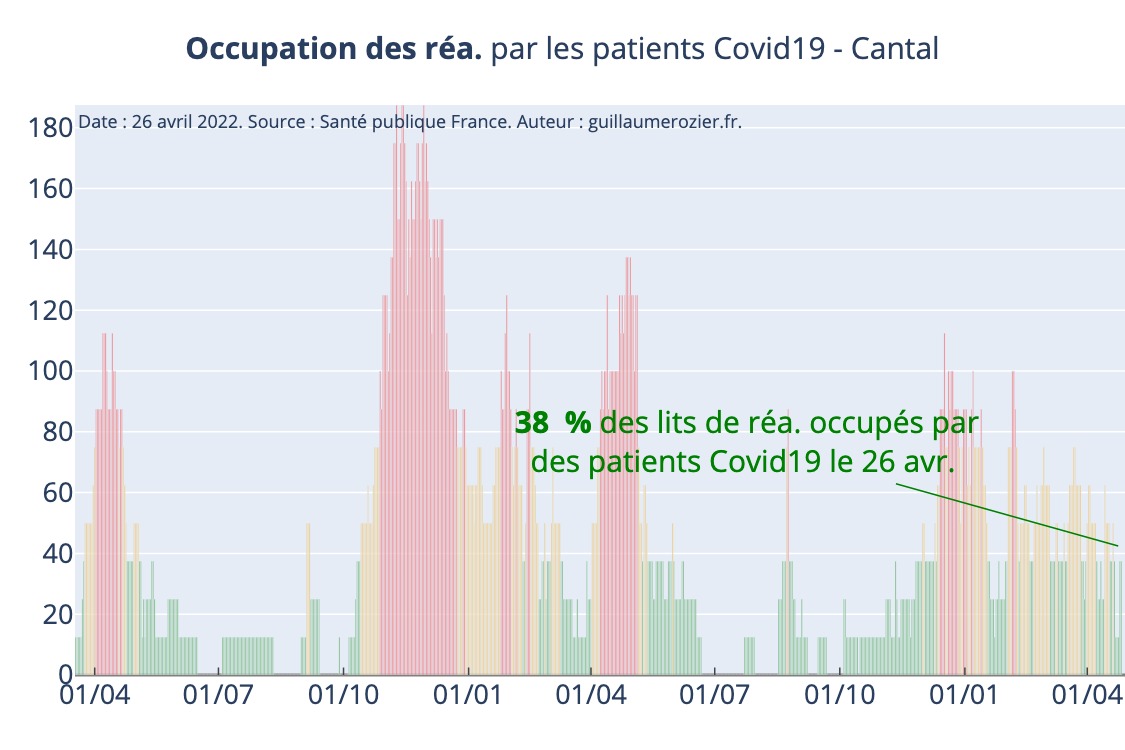 Occupation des réa. par les patients Covid19 - Cantal
Date : 26 avril 2022. Source : Santé publique France. Auteur : guillaumerozier.fr.
180
160
140
120
100
80
60
40
20
0
38 % des lits de réa. occupés par
des patients Covid19 le 26 avr.
01/04 01/07 01/10 01/01 01/04 01/07 01/10 01/01 01/04